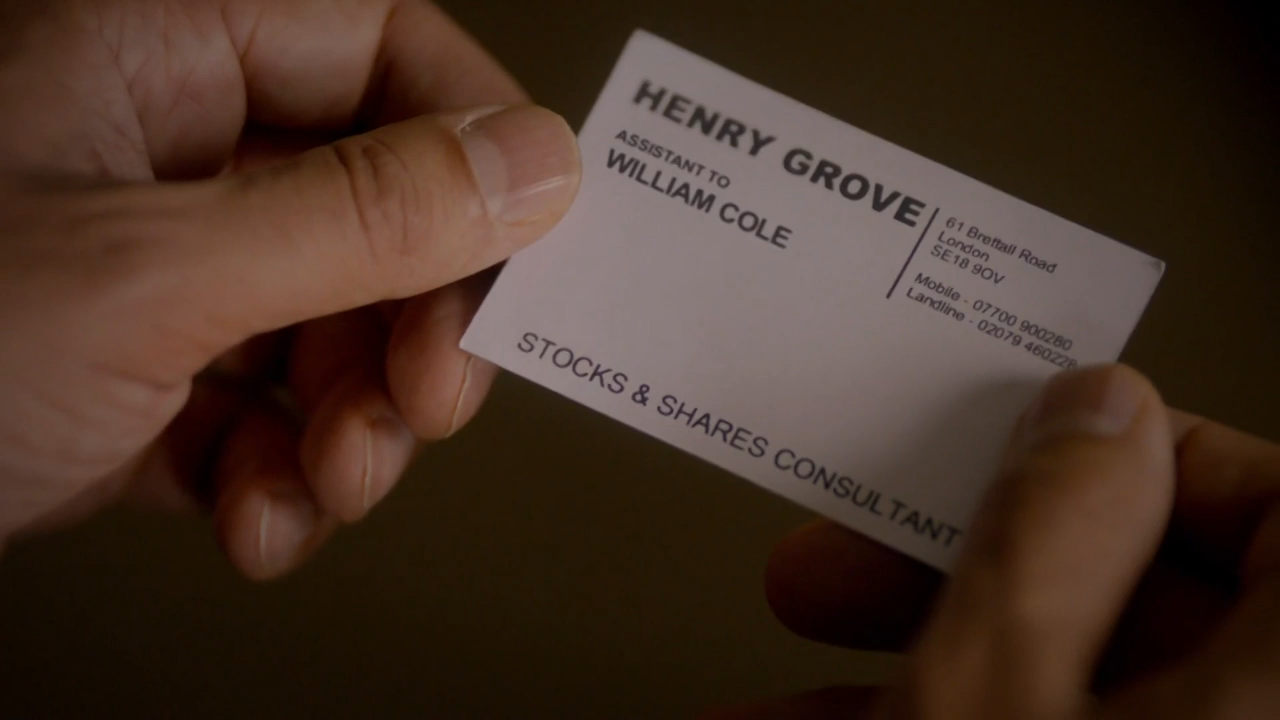 HENRY GROVE
ASSISTANT TO
WILLIAM COLE
61 Brettall Road
London
SE18 9OV
Mobile - 07700 900280
Landline - 02079 460228
STOCKS & SHARES CONSULTANT